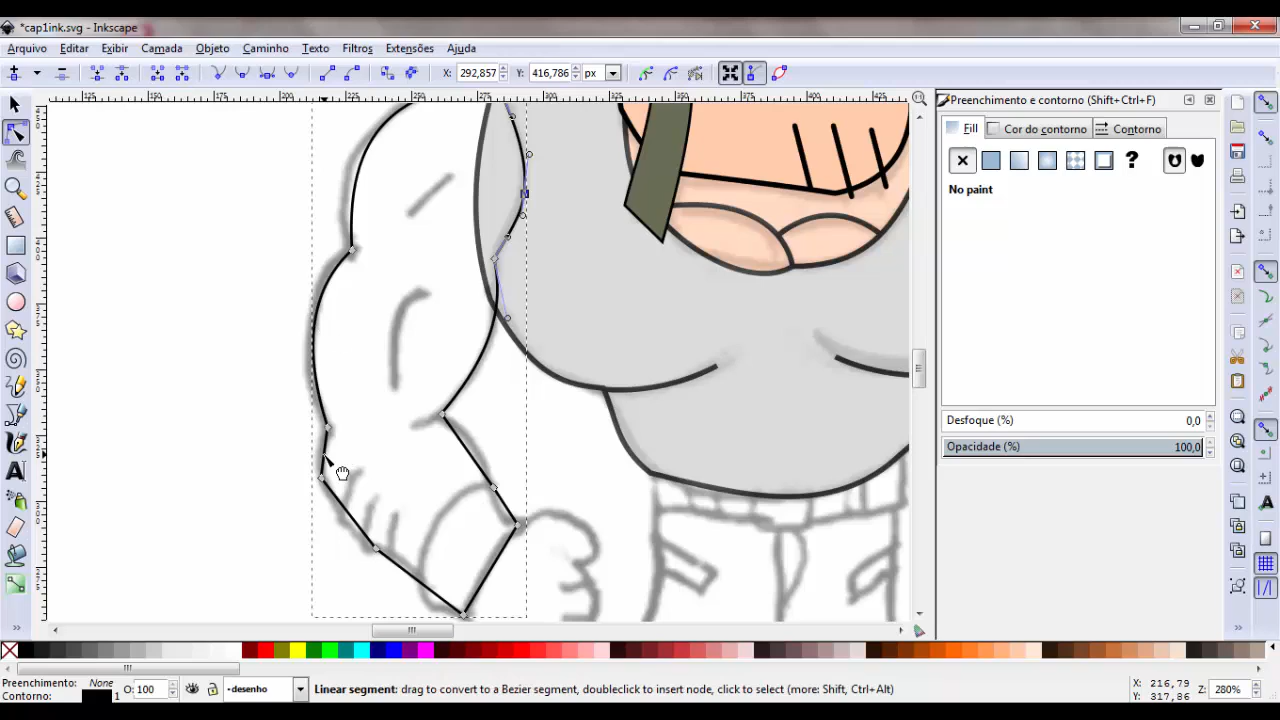 *cap1ink.svg - Inkscape
Arquivo Editar Exibir Camada Objeto Caminho Texto Filtros Extensões Ajuda
X: 292,857 Y: 416,786 px
Preenchimento e contorno (Shift+Ctrl+F)
Fill Cor do contorno Contorno
No paint
Desfoque (%) 0,0
Opacidade (%) 100,0
Preenchimento: None
Contorno: 1
O: 100
desenho
Linear segment: drag to convert to a Bezier segment, doubleclick to insert node, click to select (more: Shift, Ctrl+Alt)
X: 216,79
Y: 317,86
Z: 280%